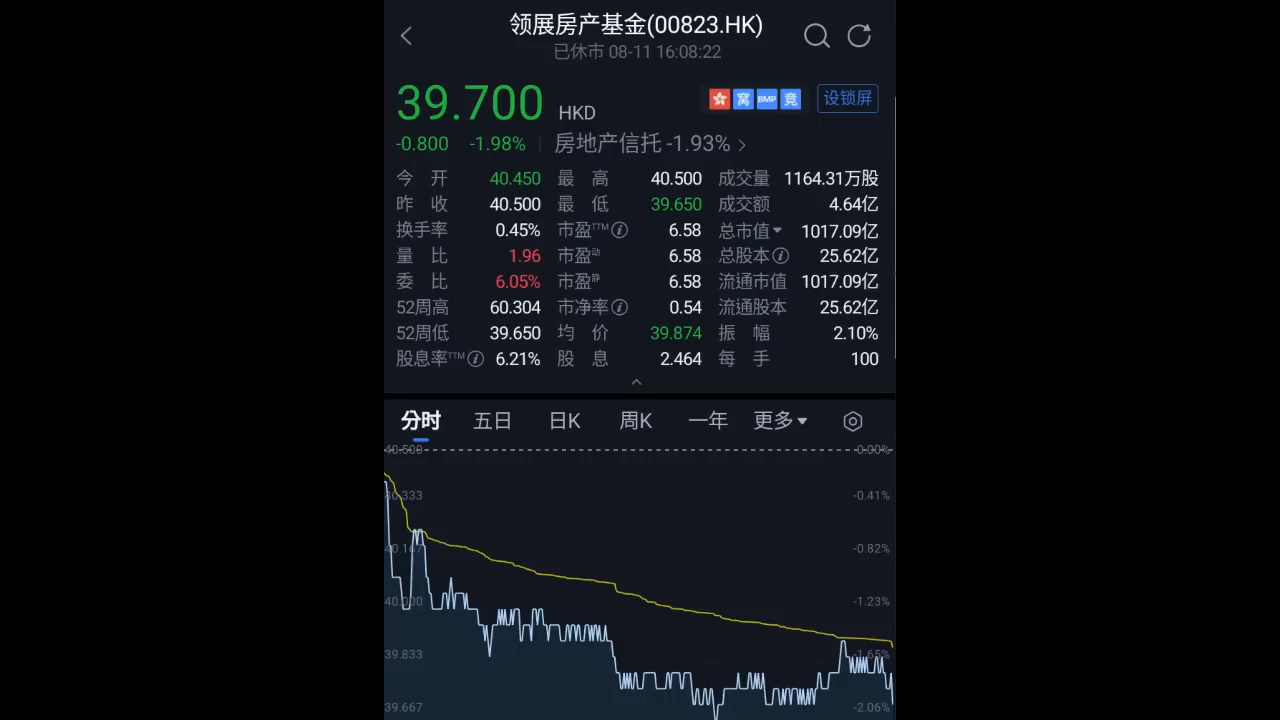 领展房产基金(00823.HK)
已休市 08-11 16:08:22
39.700 HKD
窝 BMP 竞 设锁屏
-0.800 -1.98% 房地产信托 -1.93%
今开 40.450 最高 40.500 成交量 1164.31万股
昨收 40.500 最低 39.650 成交额 4.64亿
换手率 0.45% 市盈TTM 6.58 总市值 1017.09亿
量比 1.96 市盈动 6.58 总股本 25.62亿
委比 6.05% 市盈静 6.58 流通市值 1017.09亿
52周高 60.304 市净率 0.54 流通股本 25.62亿
52周低 39.650 均价 39.874 振幅 2.10%
股息率TTM 6.21% 股息 2.464 每手 100
分时 五日 日K 周K 一年 更多
40.500 0.00%
40.333 -0.41%
40.167 -0.82%
40.000 -1.23%
39.833 -1.65%
39.667 -2.06%